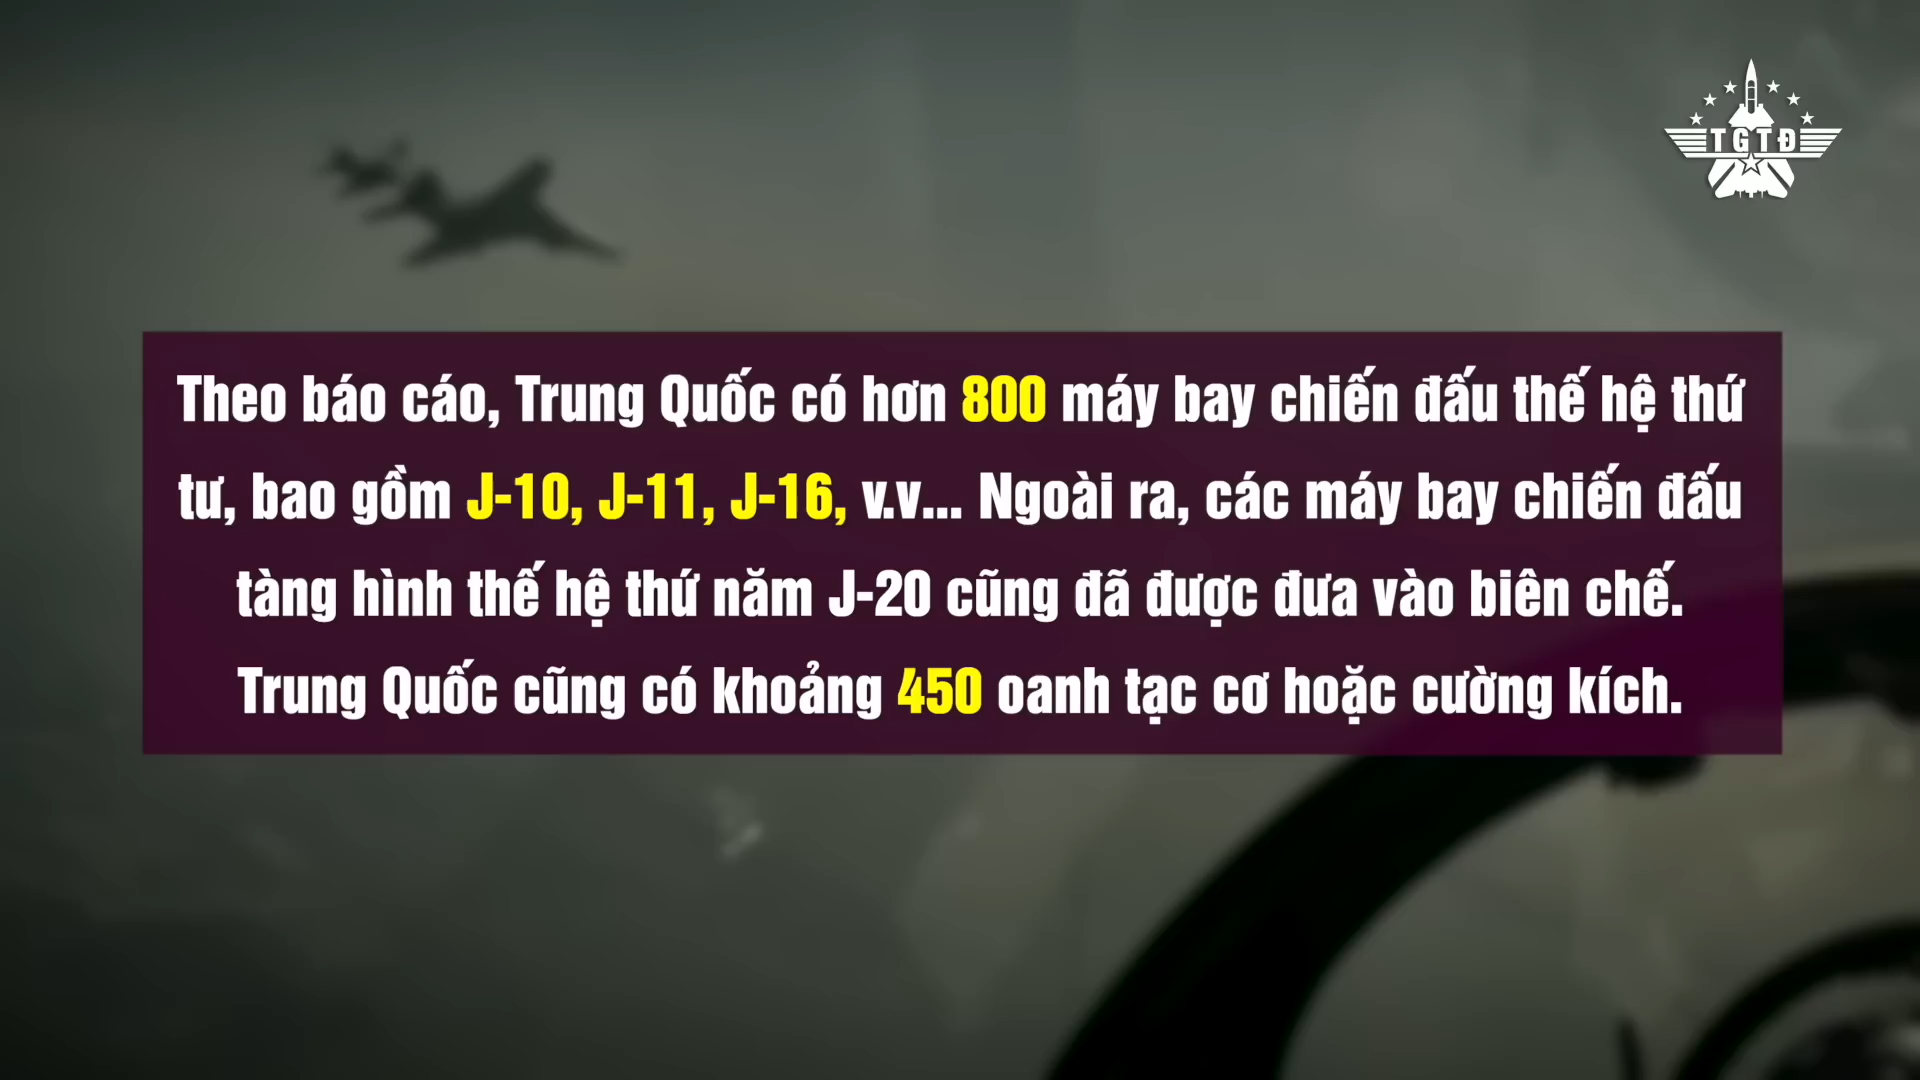 TGTĐ
Theo báo cáo, Trung Quốc có hơn 800 máy bay chiến đấu thế hệ thứ
tư, bao gồm J-10, J-11, J-16, v.v... Ngoài ra, các máy bay chiến đấu
tàng hình thế hệ thứ năm J-20 cũng đã được đưa vào biên chế.
Trung Quốc cũng có khoảng 450 oanh tạc cơ hoặc cường kích.